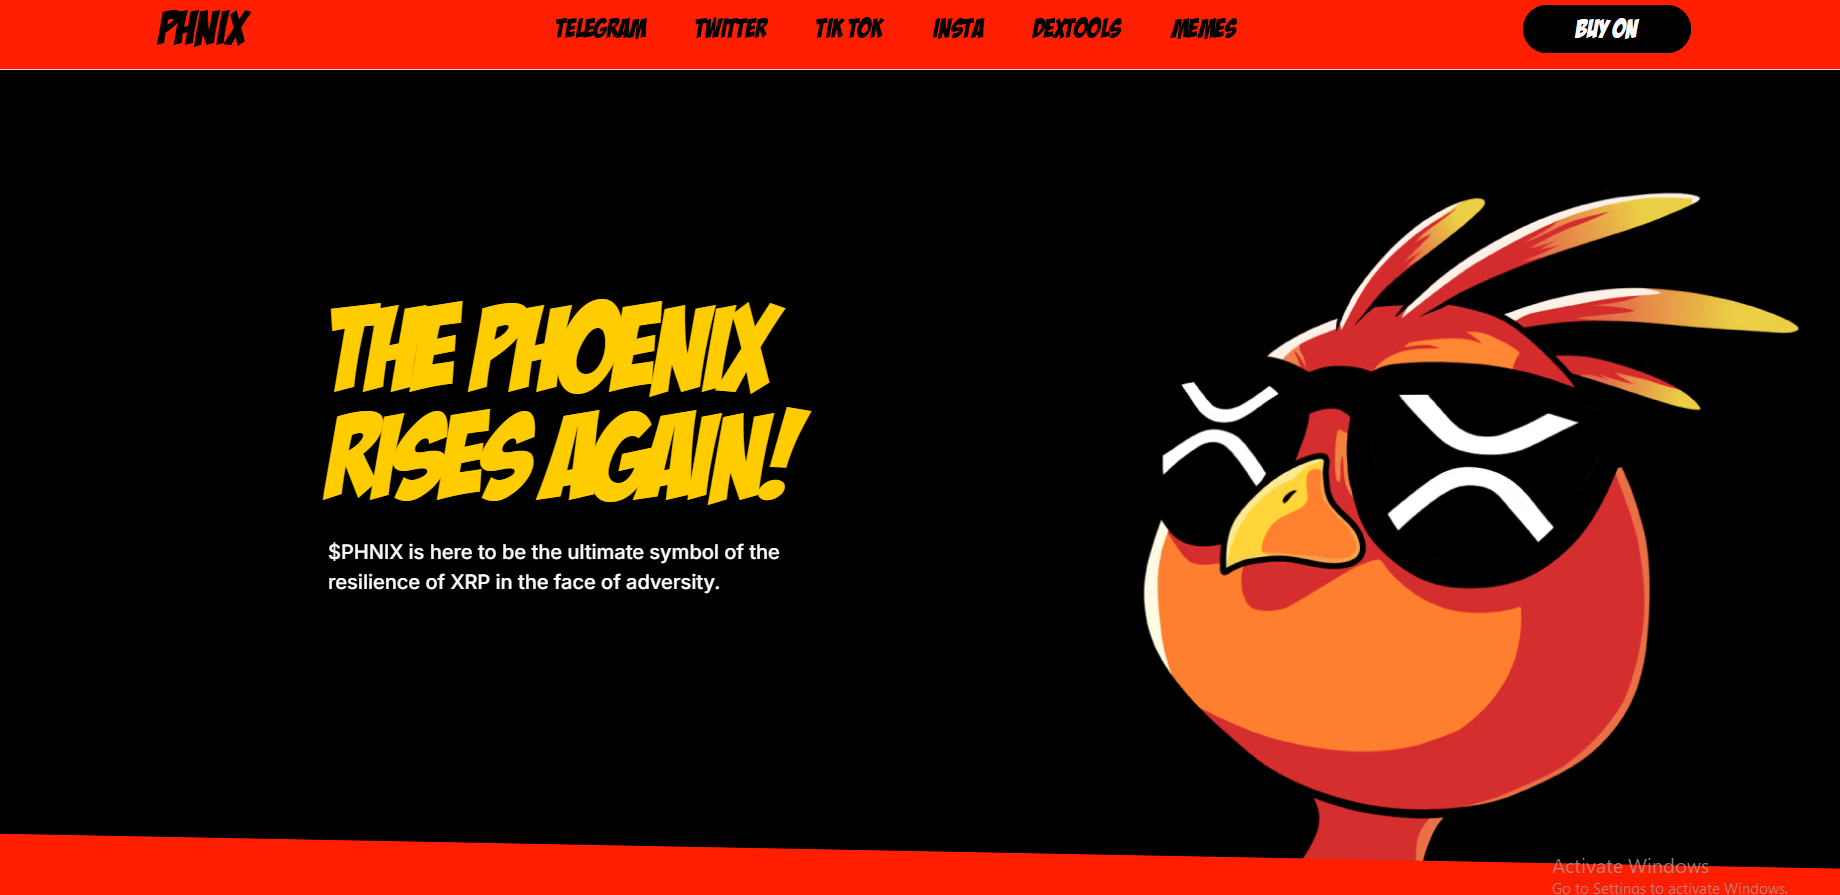 PHNIX
TELEGRAM TWITTER TIK TOK INSTA DEXTOOLS MEMES
BUY ON
THE PHOENIX
RISES AGAIN!
$PHNIX is here to be the ultimate symbol of the
resilience of XRP in the face of adversity.
Activate Windows
Go to Settings to activate Windows.